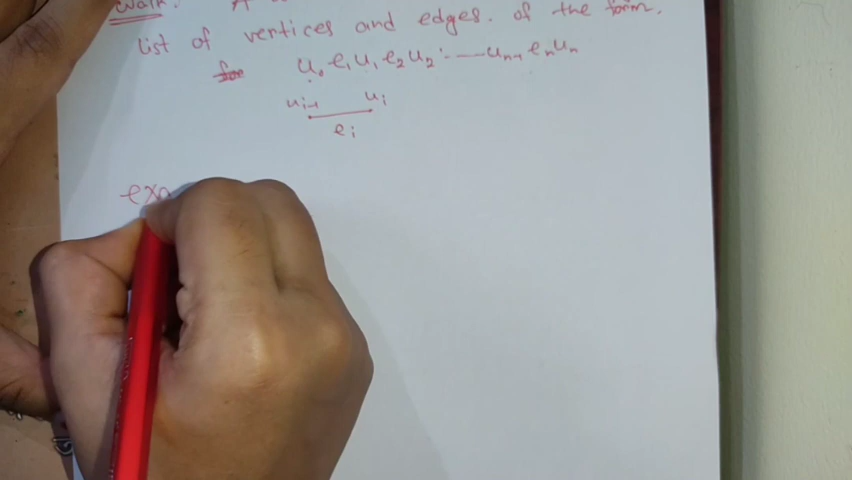 Walk: A
list of vertices and edges. of the form.
u₀ e₁ u₁ e₂ u₂ ·---- uₙ₋₁ eₙ uₙ
uᵢ₋₁ uᵢ
eᵢ
exa